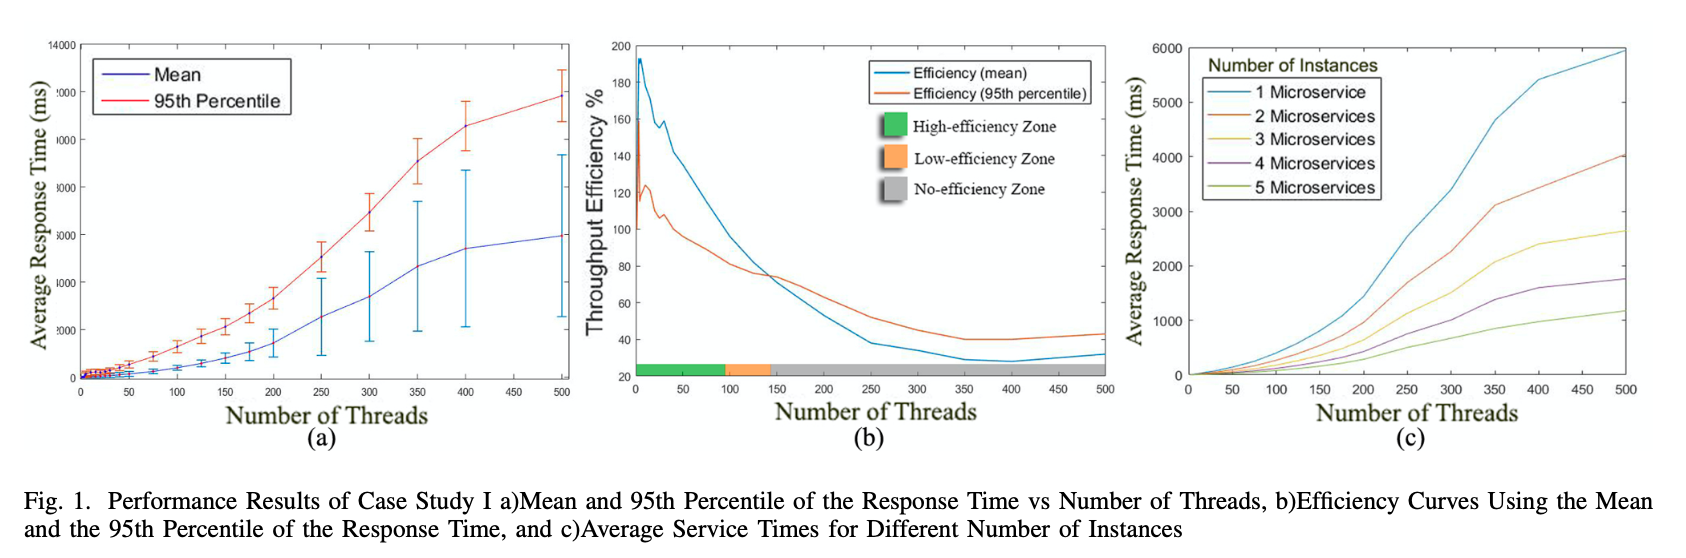 14000
2000
0000
8000
6000
4000
2000
0
0 50 100 150 200 250 300 350 400 450 500
Average Response Time (ms)
Mean
95th Percentile
Number of Threads
(a)
200
180
160
140
120
100
80
60
40
20
0 50 100 150 200 250 300 350 400 450 500
Throughput Efficiency %
Efficiency (mean)
Efficiency (95th percentile)
High-efficiency Zone
Low-efficiency Zone
No-efficiency Zone
Number of Threads
(b)
6000
5000
4000
3000
2000
1000
0
0 50 100 150 200 250 300 350 400 450 500
Average Response Time (ms)
Number of Instances
1 Microservice
2 Microservices
3 Microservices
4 Microservices
5 Microservices
Number of Threads
(c)
Fig. 1. Performance Results of Case Study I a)Mean and 95th Percentile of the Response Time vs Number of Threads, b)Efficiency Curves Using the Mean
and the 95th Percentile of the Response Time, and c)Average Service Times for Different Number of Instances